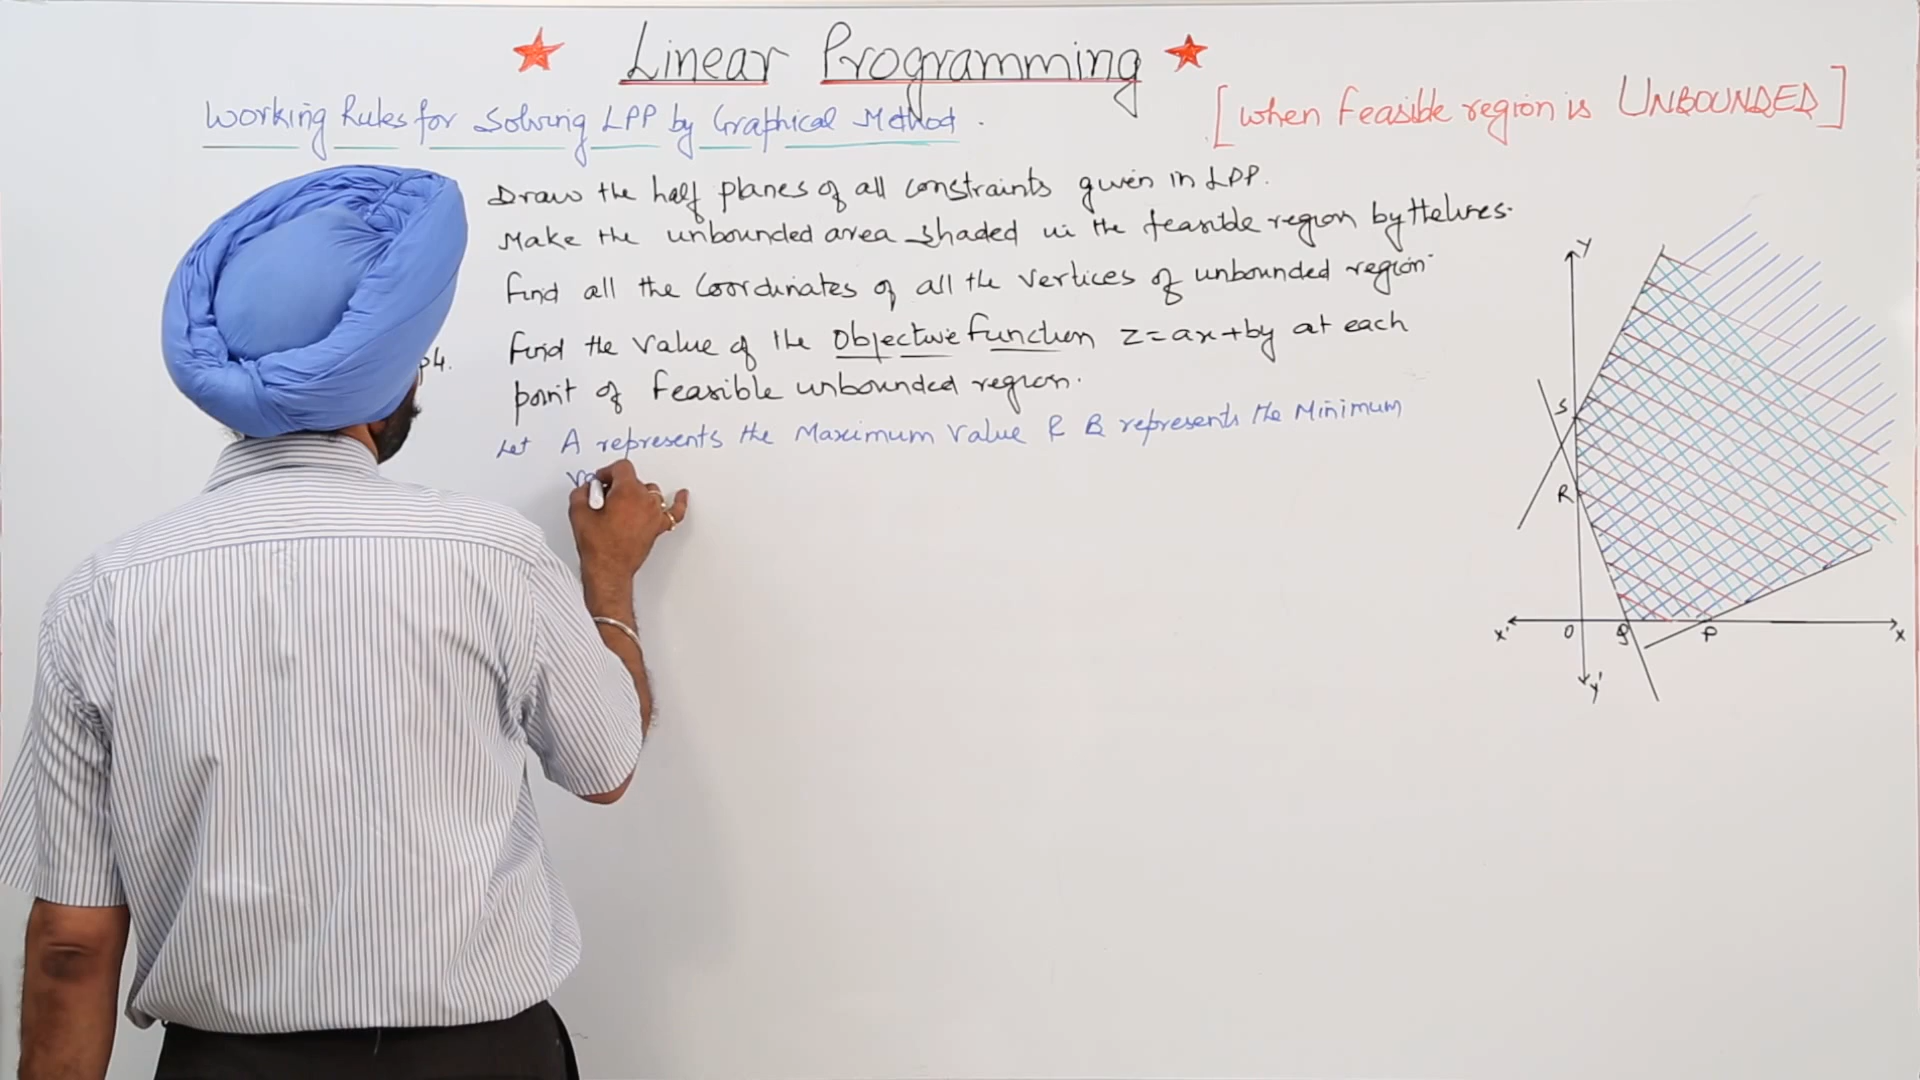 Linear Programming
Working Rules for Solving LPP by Graphical Method.
[When Feasible region is UNBOUNDED]
Draw the half planes of all constraints given in LPP.
Make the unbounded area shaded in the feasible region by the lines.
Find all the Coordinates of all the vertices of unbounded region.
p4. Find the value of the Objective Function z=ax+by at each
point of feasible unbounded region.
Let A represents the Maximum Value & B represents the Minimum
Y
S
R
X' O Q P X
Y'